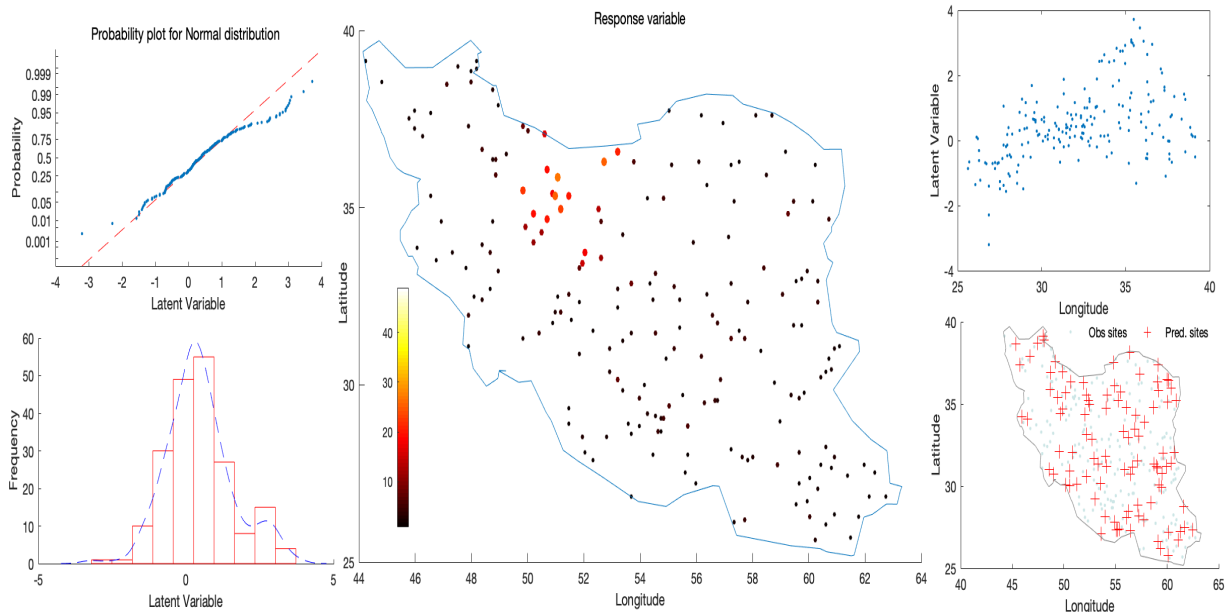 Probability plot for Normal distribution
Probability
0.999
0.99
0.95
0.75
0.5
0.25
0.05
0.01
0.001
-4 -3 -2 -1 0 1 2 3 4
Latent Variable
Frequency
60
50
40
30
20
10
0
-5 0 5
Latent Variable
Response variable
Latitude
40
35
30
25
40
30
20
10
44 46 48 50 52 54 56 58 60 62 64
Longitude
Latent Variable
4
2
0
-2
-4
25 30 35 40
Longitude
Obs sites Pred. sites
Latitude
40
35
30
25
40 45 50 55 60 65
Longitude